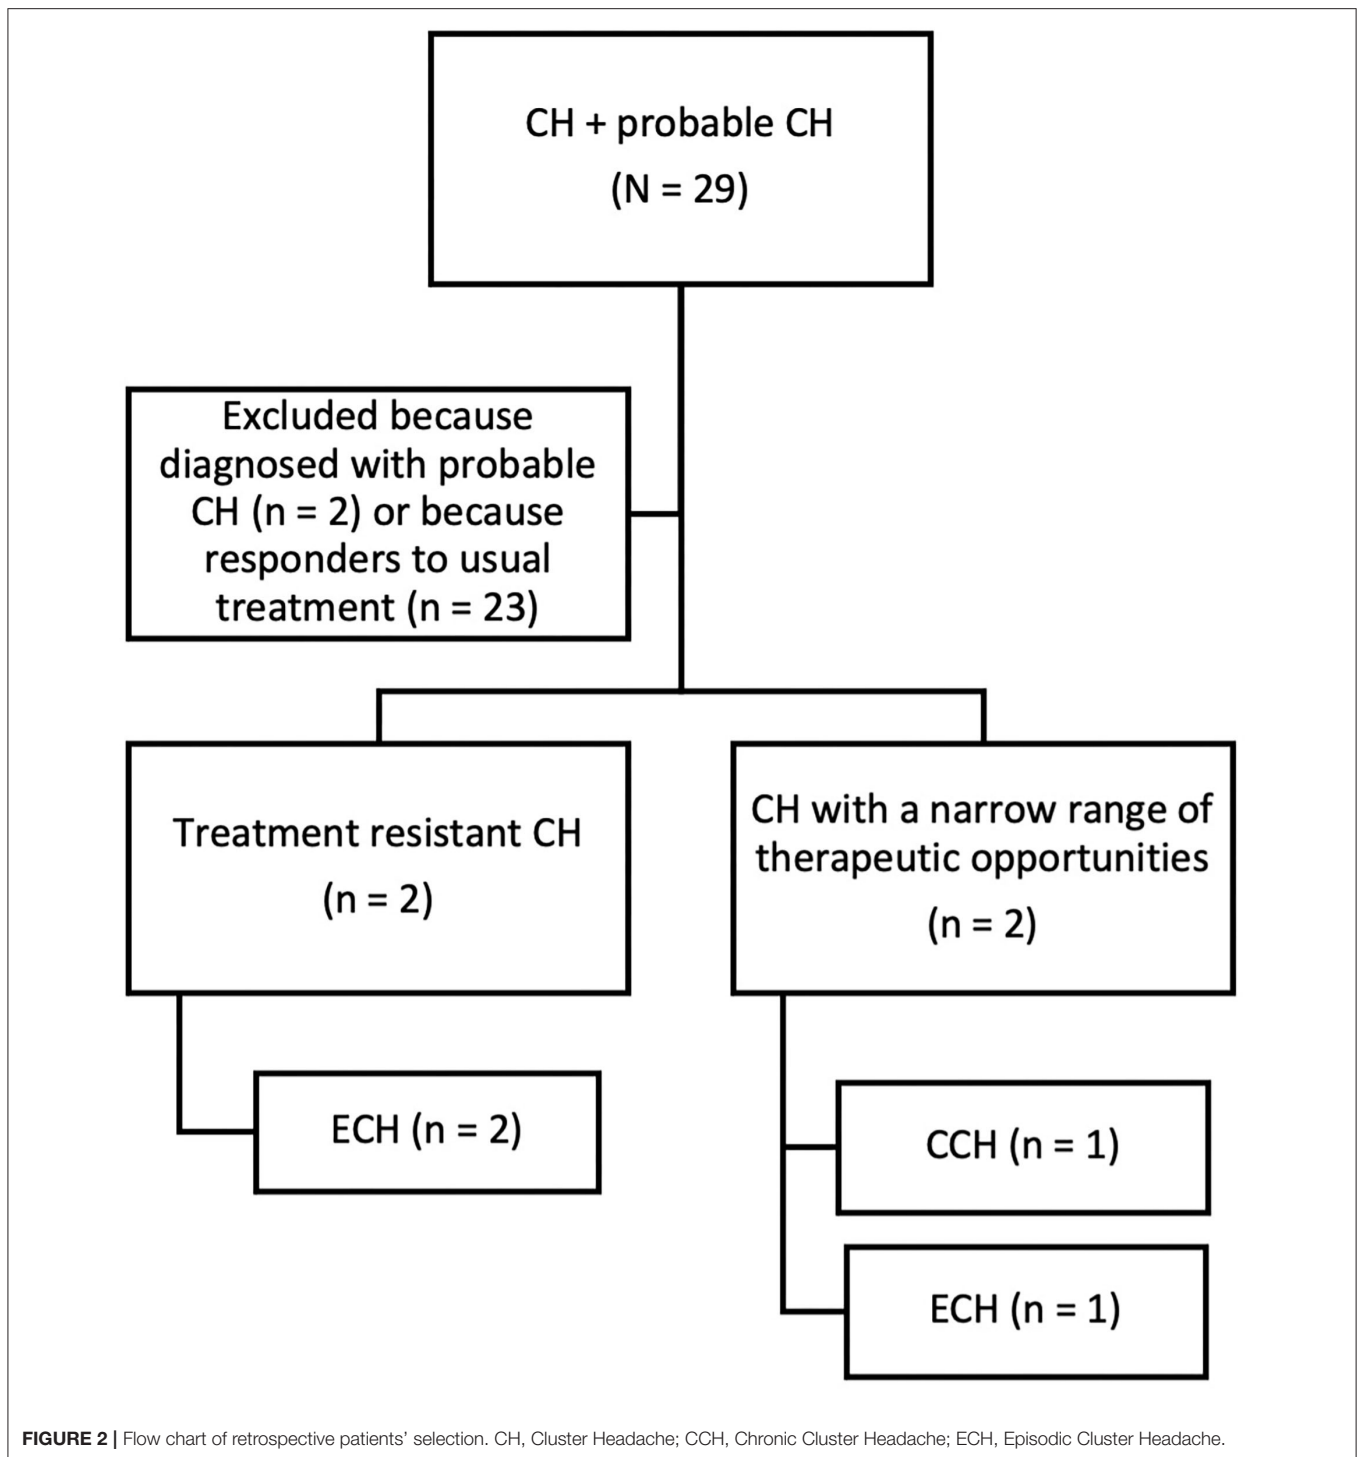 CH + probable CH
(N = 29)
Excluded because
diagnosed with probable
CH (n = 2) or because
responders to usual
treatment (n = 23)
Treatment resistant CH
(n = 2)
CH with a narrow range of
therapeutic opportunities
(n = 2)
ECH (n = 2)
CCH (n = 1)
ECH (n = 1)
FIGURE 2 | Flow chart of retrospective patients’ selection. CH, Cluster Headache; CCH, Chronic Cluster Headache; ECH, Episodic Cluster Headache.